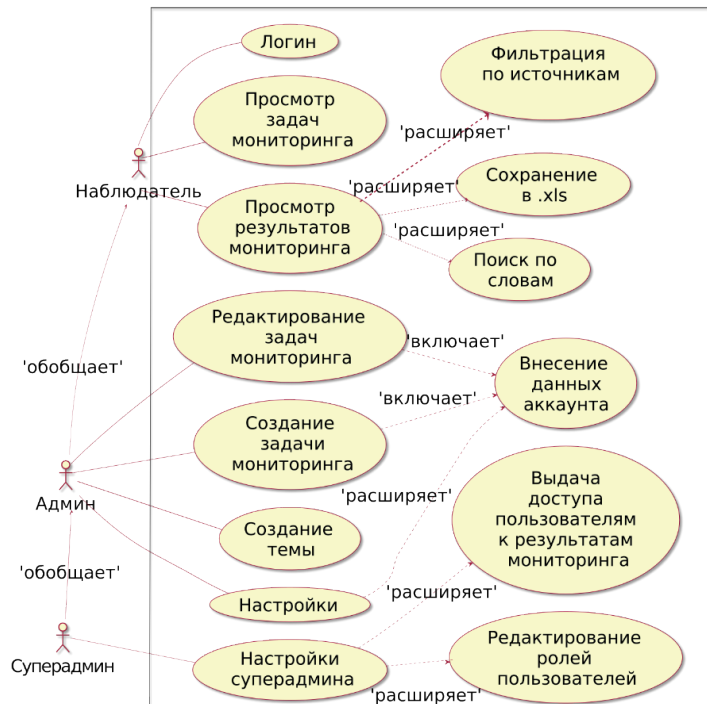 Логин
Фильтрация
по источникам
Просмотр
задач
мониторинга
'расширяет'
Наблюдатель
'расширяет'
Сохранение
в .xls
Просмотр
результатов
мониторинга
'расширяет'
Поиск по
словам
Редактирование
задач
мониторинга
'включает'
'обобщает'
Внесение
данных
аккаунта
'включает'
Создание
задачи
мониторинга
Админ
'расширяет'
Выдача
доступа
пользователям
к результатам
мониторинга
Создание
темы
'обобщает'
'расширяет'
Настройки
Суперадмин
Настройки
суперадмина
Редактирование
ролей
пользователей
'расширяет'